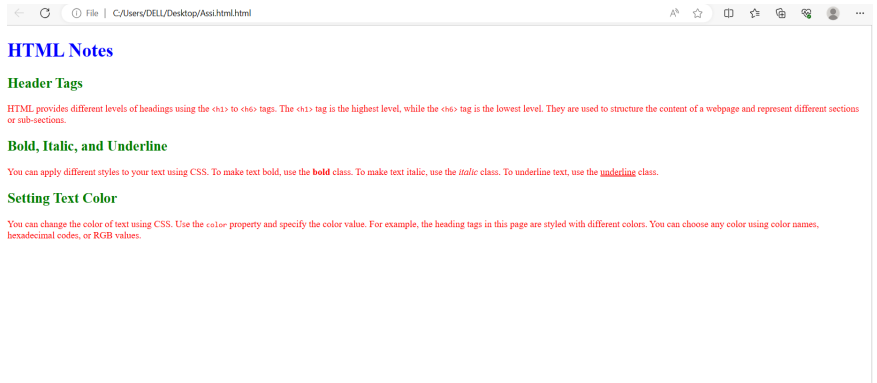 File | C:/Users/DELL/Desktop/Assi.html.html
HTML Notes
Header Tags
HTML provides different levels of headings using the <h1> to <h6> tags. The <h1> tag is the highest level, while the <h6> tag is the lowest level. They are used to structure the content of a webpage and represent different sections
or sub-sections.
Bold, Italic, and Underline
You can apply different styles to your text using CSS. To make text bold, use the bold class. To make text italic, use the italic class. To underline text, use the underline class.
Setting Text Color
You can change the color of text using CSS. Use the color property and specify the color value. For example, the heading tags in this page are styled with different colors. You can choose any color using color names,
hexadecimal codes, or RGB values.